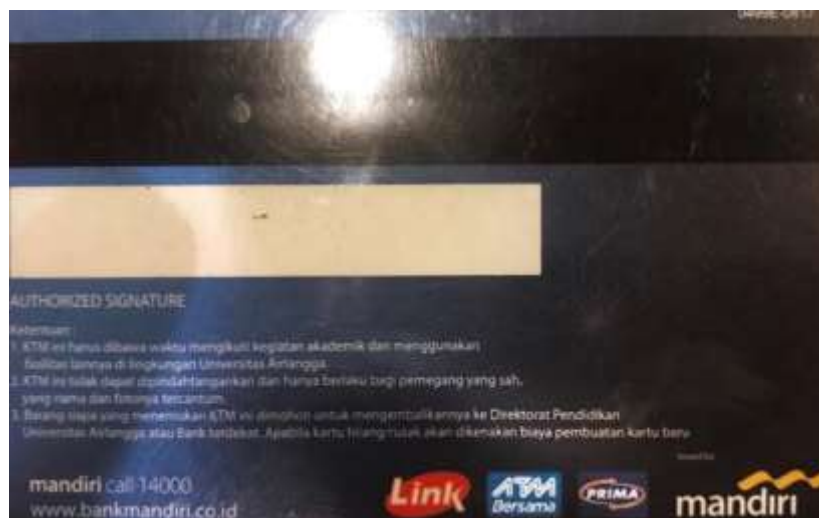 AUTHORIZED SIGNATURE
Ketentuan :
1. KTM ini harus dibawa waktu mengikuti kegiatan akademik dan menggunakan
fasilitas lainnya di lingkungan Universitas Airlangga.
2. KTM ini tidak dapat dipindahtangankan dan hanya berlaku bagi pemegang yang sah,
yang nama dan fotonya tercantum.
3. Barang siapa yang menemukan KTM ini dimohon untuk mengembalikannya ke Direktorat Pendidikan
Universitas Airlangga atau Bank terdekat. Apabila kartu hilang/rusak akan dikenakan biaya pembuatan kartu baru
mandiri call 14000
www.bankmandiri.co.id
Link
ATM
Bersama
PRIMA
mandiri